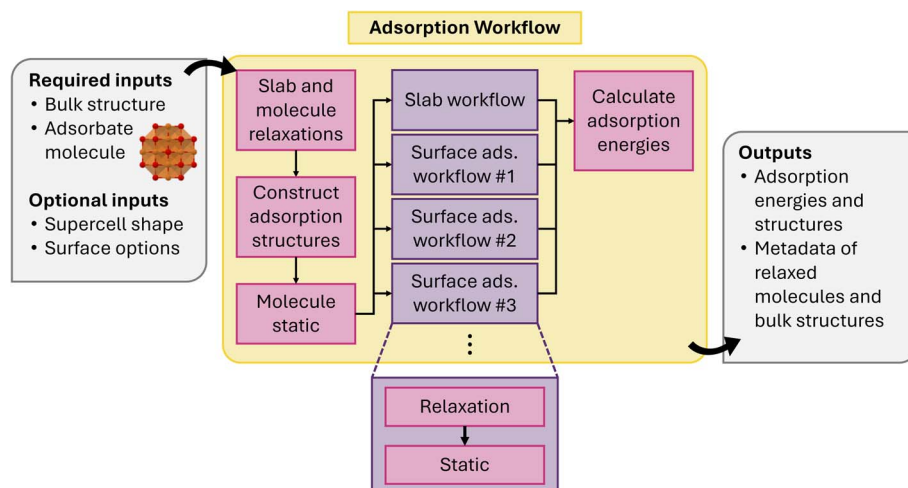 Adsorption Workflow
Required inputs
• Bulk structure
• Adsorbate
molecule
Optional inputs
• Supercell shape
• Surface options
Slab and
molecule
relaxations
Construct
adsorption
structures
Molecule
static
Slab workflow
Surface ads.
workflow #1
Surface ads.
workflow #2
Surface ads.
workflow #3
⋮
Relaxation
Static
Calculate
adsorption
energies
Outputs
• Adsorption
energies and
structures
• Metadata of
relaxed
molecules and
bulk structures